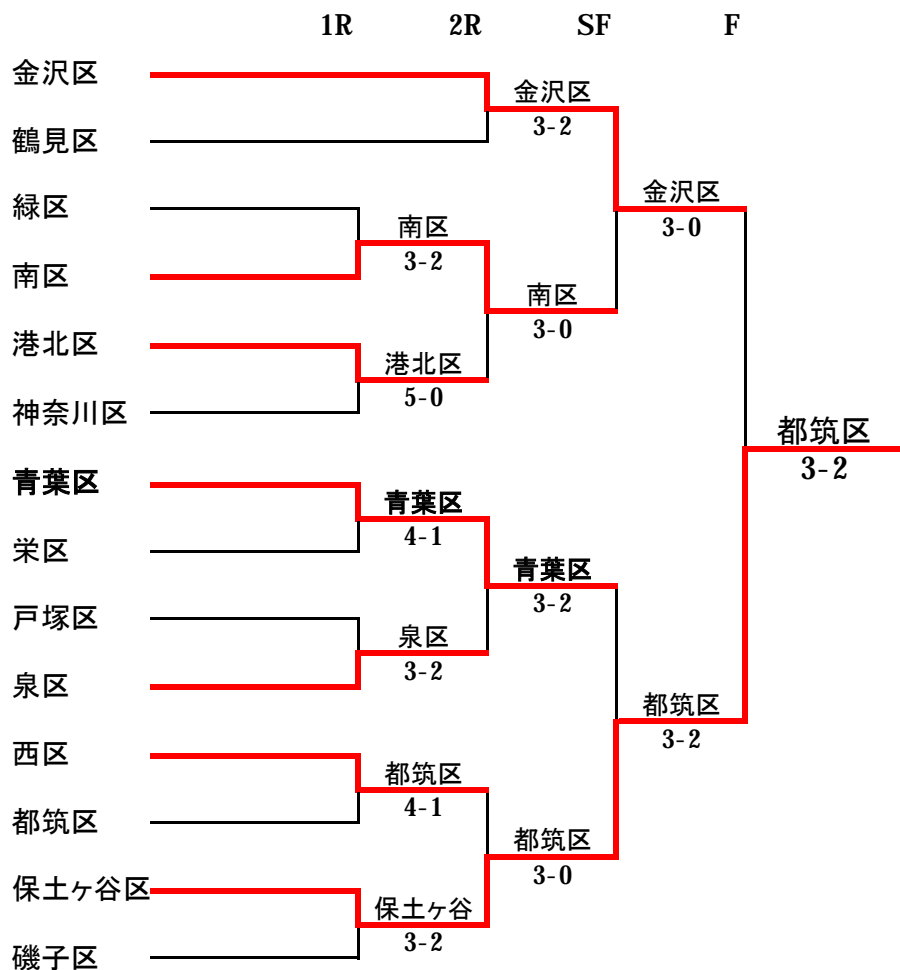 1R 2R SF F
金沢区
鶴見区
緑区
南区
港北区
神奈川区
青葉区
栄区
戸塚区
泉区
西区
都筑区
保土ヶ谷区
磯子区
南区
3-2
港北区
5-0
青葉区
4-1
泉区
3-2
都筑区
4-1
保土ヶ谷
3-2
金沢区
3-2
南区
3-0
青葉区
3-2
都筑区
3-0
金沢区
3-0
都筑区
3-2
都筑区
3-2